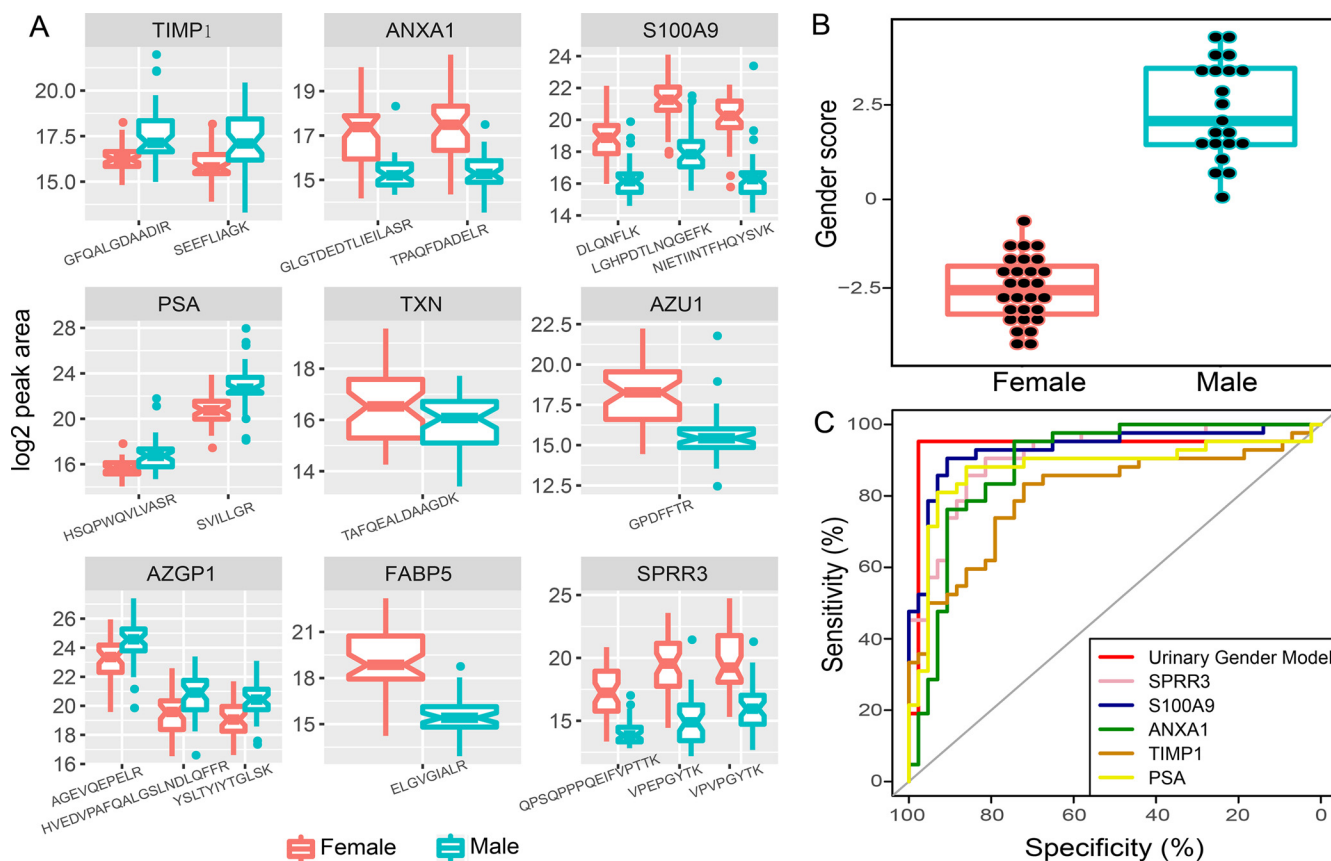 A
TIMP1
ANXA1
S100A9
20.0
17.5
15.0
19
17
15
24
22
20
18
16
14
GFQALGDAADIR
SEEFLIAGK
GLGTDEDTLIEILASR
TPAQFDADELR
DLQNFLK
LGHPDTLNQGEFK
NIETIINTFHQYSVK
log2 peak area
PSA
TXN
AZU1
28
24
20
16
18
16
14
22.5
20.0
17.5
15.0
12.5
HSQPWQVLVASR
SVILLGR
TAFQEALDAAGDK
GPDFFTR
AZGP1
FABP5
SPRR3
26
24
22
20
18
16
21
18
15
25
20
15
AGEVQEPELR
HVEDVPAFQALGSLNDLQFFR
YSLTYIYTGLSK
ELGVGIALR
QPSQPPPQEIFVPTTK
VPEPGYTK
VPVPGYTK
Female
Male
B
Gender score
2.5
0
−2.5
Female
Male
C
Sensitivity (%)
100
80
60
40
20
0
Urinary Gender Model
SPRR3
S100A9
ANXA1
TIMP1
PSA
100
80
60
40
20
0
Specificity (%)